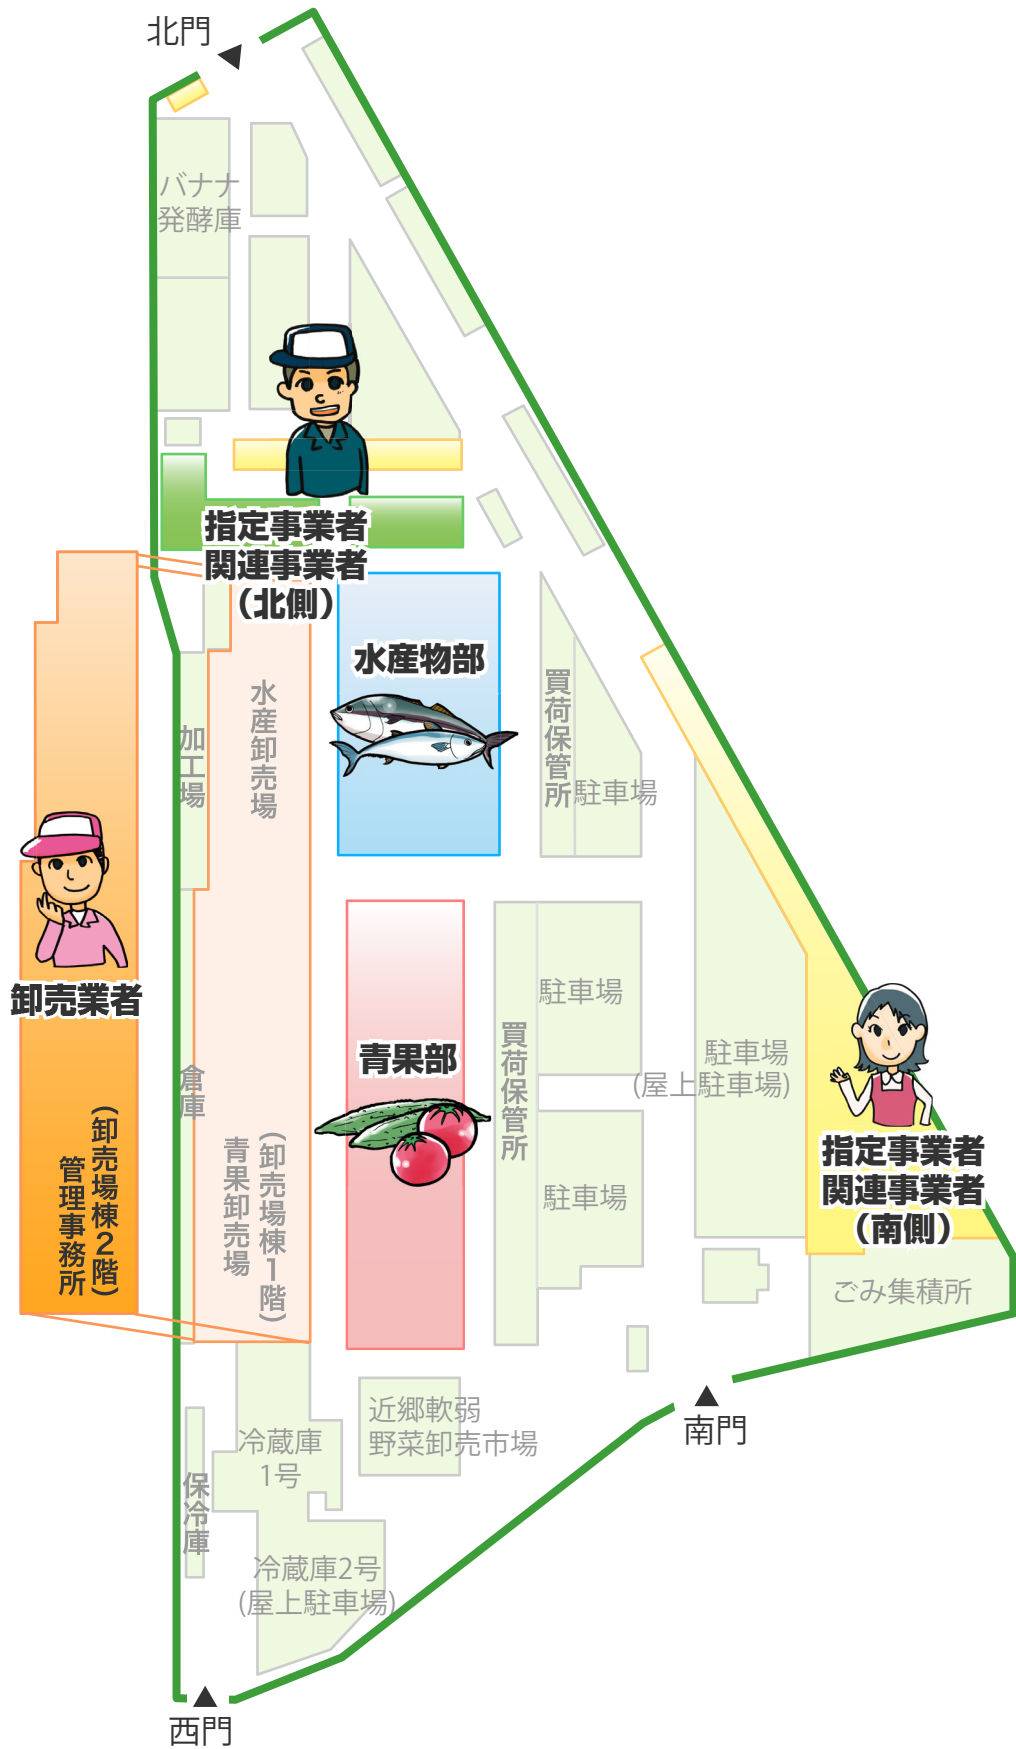 北門
バナナ
発酵庫
指定事業者
関連事業者
（北側）
水産物部
水産卸売場
加工場
買荷保管所
駐車場
卸売業者
青果部
倉庫
駐車場
買荷保管所
駐車場
(屋上駐車場)
（卸売場棟２階）
管理事務所
（卸売場棟１階）
青果卸売場
駐車場
指定事業者
関連事業者
（南側）
ごみ集積所
近郷軟弱
野菜卸売市場
南門
冷蔵庫
1号
保冷庫
冷蔵庫2号
(屋上駐車場)
西門